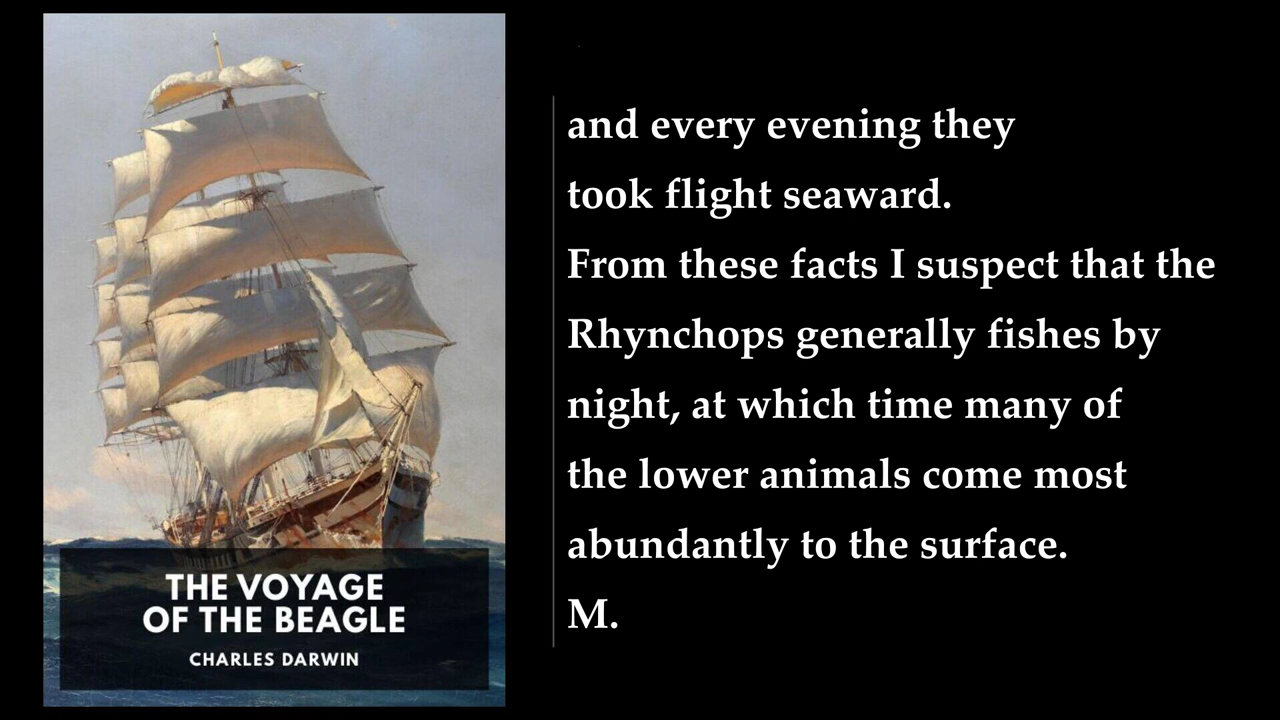 THE VOYAGE
OF THE BEAGLE
CHARLES DARWIN
and every evening they
took flight seaward.
From these facts I suspect that the
Rhynchops generally fishes by
night, at which time many of
the lower animals come most
abundantly to the surface.
M.